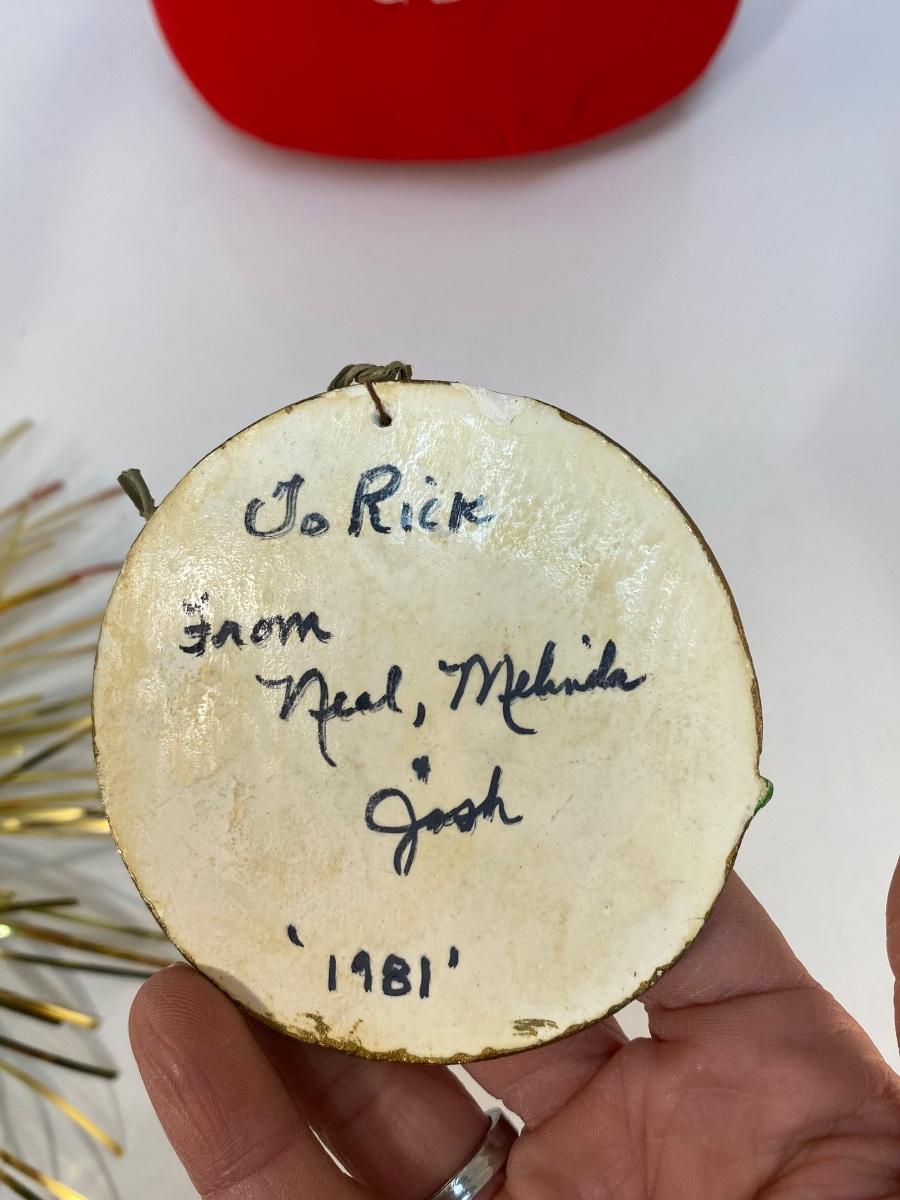 To Rick
From
Neal, Melinda
&
Josh
'1981'